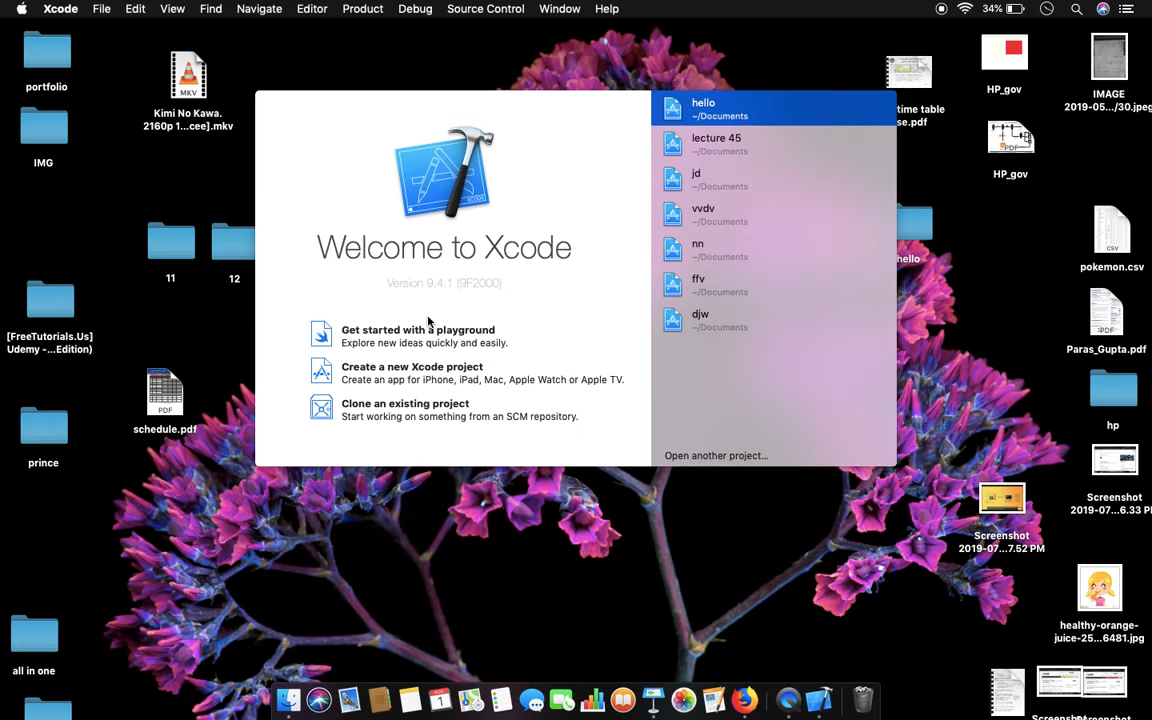 Xcode File Edit View Find Navigate Editor Product Debug Source Control Window Help 34%
portfolio
IMG
[FreeTutorials.Us]
Udemy -...Edition)
prince
all in one
Kimi No Kawa.
2160p 1...cee].mkv
MKV
11
12
PDF
schedule.pdf
Welcome to Xcode
Version 9.4.1 (9F2000)
Get started with a playground
Explore new ideas quickly and easily.
Create a new Xcode project
Create an app for iPhone, iPad, Mac, Apple Watch or Apple TV.
Clone an existing project
Start working on something from an SCM repository.
hello
~/Documents
lecture 45
~/Documents
jd
~/Documents
vvdv
~/Documents
nn
~/Documents
ffv
~/Documents
djw
~/Documents
Open another project...
time table
se.pdf
hello
HP_gov
PDF
HP_gov
Screenshot
2019-07...7.52 PM
IMAGE
2019-05.../30.jpeg
CSV
pokemon.csv
PDF
Paras_Gupta.pdf
hp
Screenshot
2019-07...6.33 P
healthy-orange-
juice-25...6481.jpg